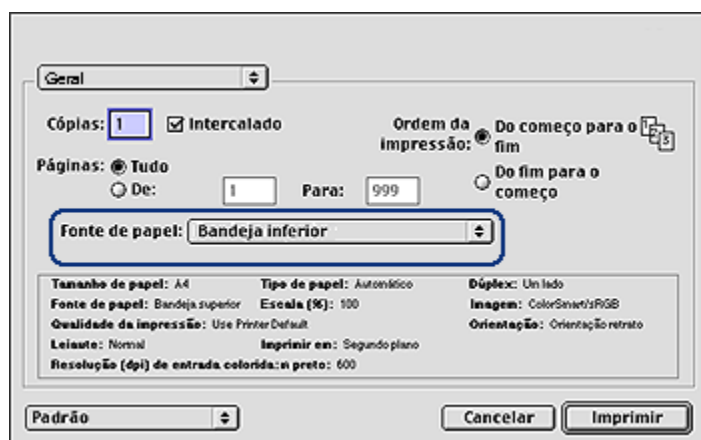 Geral
Cópias: 1 Intercalado
Ordem da impressão: Do começo para o fim
Páginas: Tudo
De: 1 Para: 999
Do fim para o começo
Fonte de papel: Bandeja inferior
Tamanho de papel: A4 Tipo de papel: Automático Dúplex: Um lado
Fonte de papel: Bandeja superior Escala (%): 100 Imagem: ColorSmart/sRGB
Qualidade da impressão: Use Printer Default Orientação: Orientação retrato
Leiaute: Normal Imprimir en: Segundo plano
Resolução (dpi) de entrada colorida:n preto: 600
Padrão Cancelar Imprimir